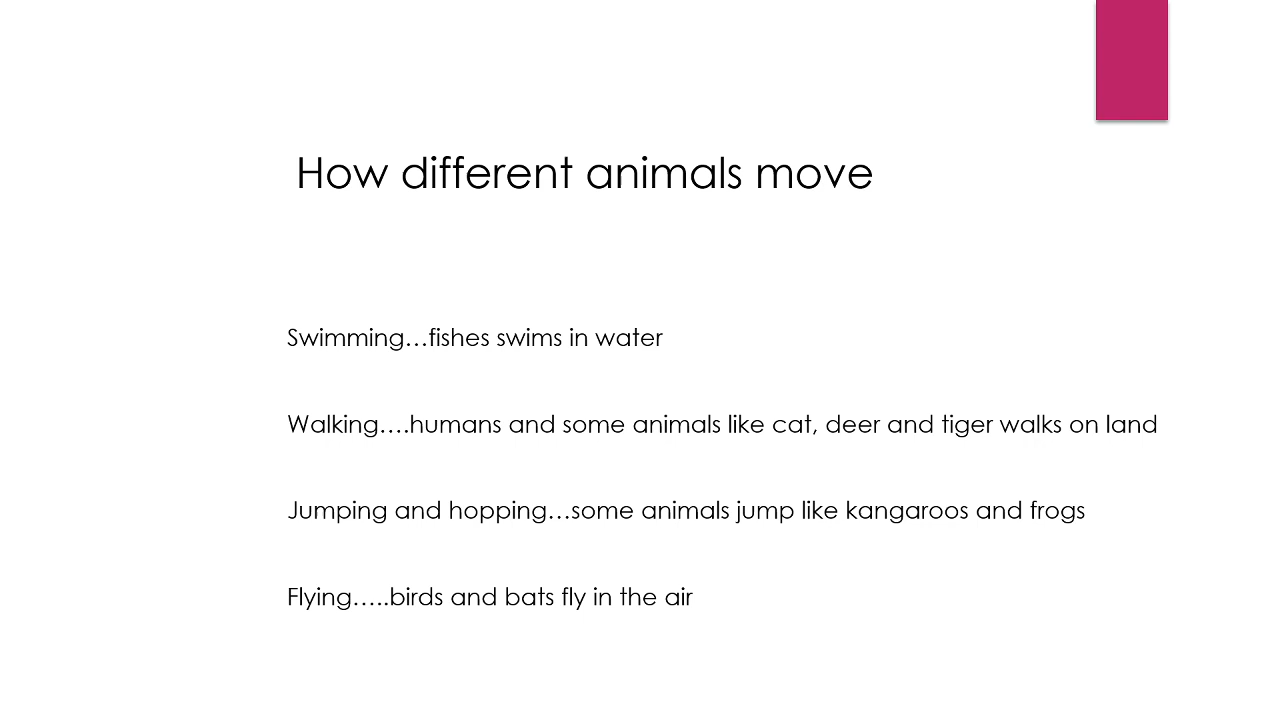 How different animals move
Swimming…fishes swims in water
Walking….humans and some animals like cat, deer and tiger walks on land
Jumping and hopping…some animals jump like kangaroos and frogs
Flying…..birds and bats fly in the air